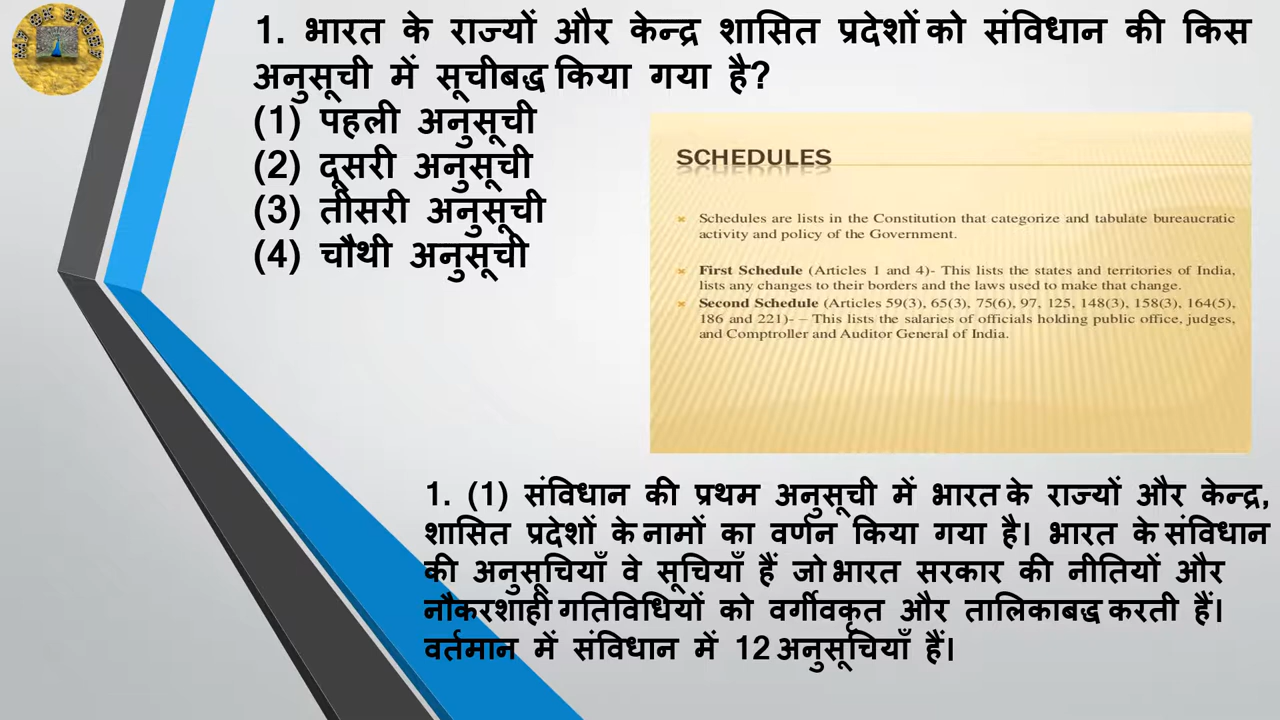 1. भारत के राज्यों और केन्द्र शासित प्रदेशों को संविधान की किस
अनुसूची में सूचीबद्ध किया गया है?
(1) पहली अनुसूची
(2) दूसरी अनुसूची
(3) तीसरी अनुसूची
(4) चौथी अनुसूची
SCHEDULES
Schedules are lists in the Constitution that categorize and tabulate bureaucratic
activity and policy of the Government.
First Schedule (Articles 1 and 4)- This lists the states and territories of India,
lists any changes to their borders and the laws used to make that change.
Second Schedule (Articles 59(3), 65(3), 75(6), 97, 125, 148(3), 158(3), 164(5),
186 and 221)- – This lists the salaries of officials holding public office, judges,
and Comptroller and Auditor General of India.
1. (1) संविधान की प्रथम अनुसूची में भारत के राज्यों और केन्द्र,
शासित प्रदेशों के नामों का वर्णन किया गया है। भारत के संविधान
की अनुसूचियाँ वे सूचियाँ हैं जो भारत सरकार की नीतियों और
नौकरशाही गतिविधियों को वर्गीवकृत और तालिकाबद्ध करती हैं।
वर्तमान में संविधान में 12 अनुसूचियाँ हैं।